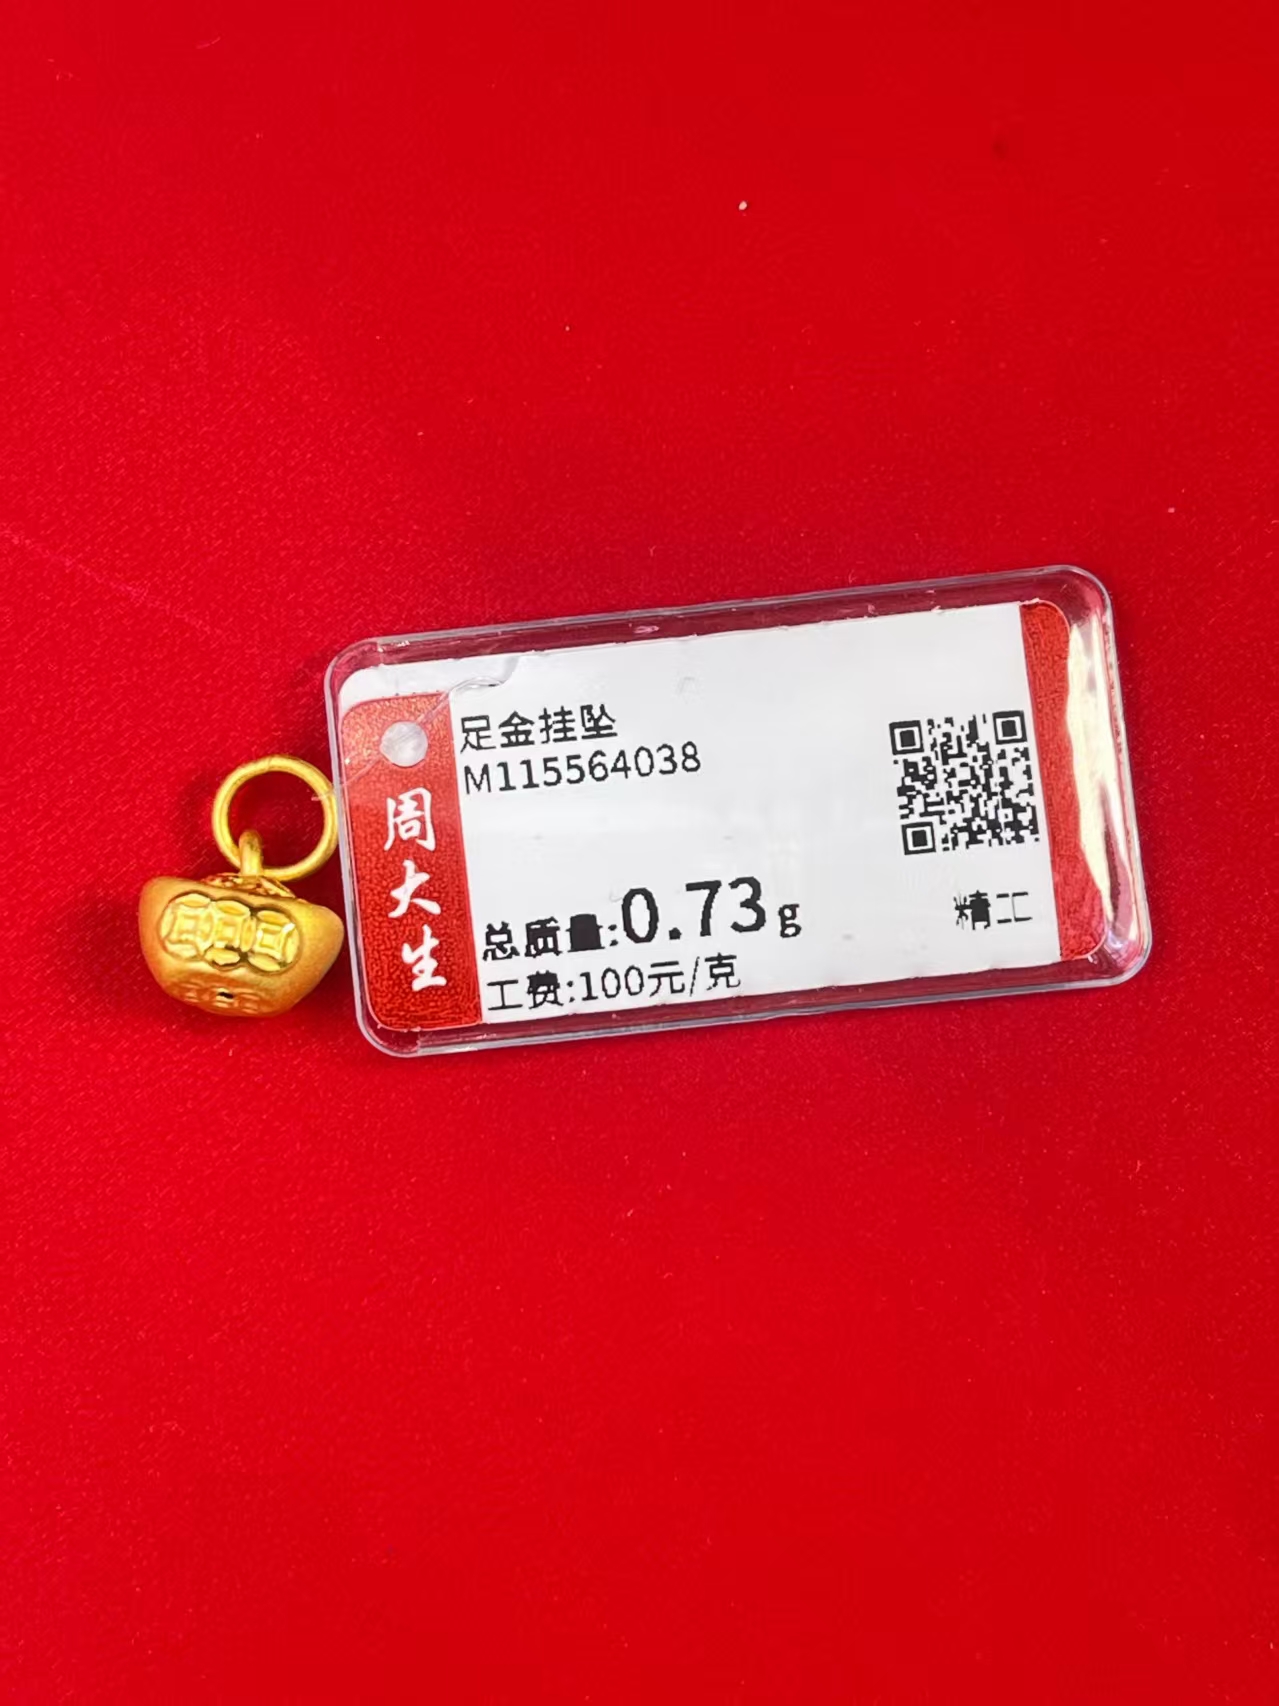 周大生
足金挂坠
M115564038
总质量:0.73g
工费:100元/克
精工